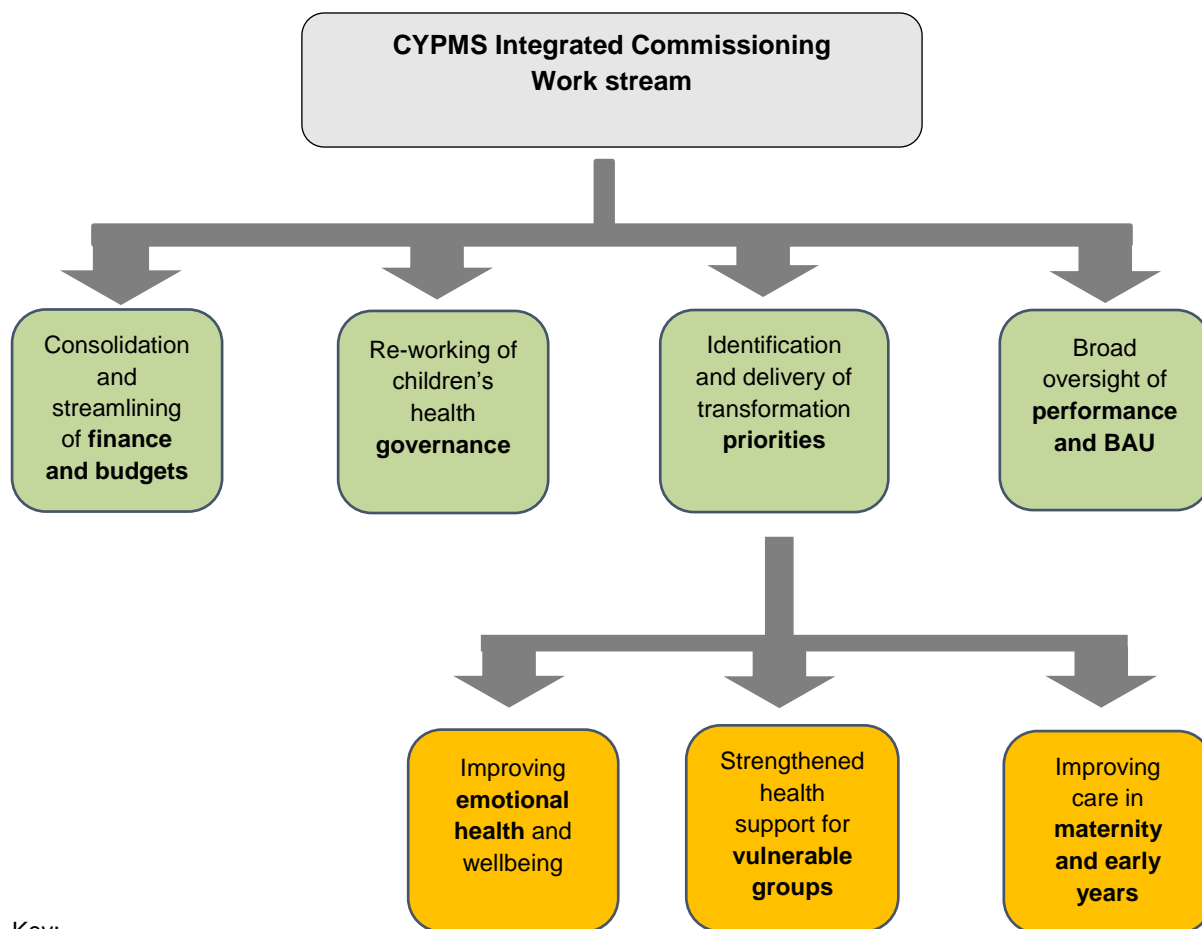 CYPMS Integrated Commissioning
Work stream
Consolidation
and
streamlining
of finance
and budgets
Re-working of
children’s
health
governance
Identification
and delivery of
transformation
priorities
Broad
oversight of
performance
and BAU
Improving
emotional
health and
wellbeing
Strengthened
health
support for
vulnerable
groups
Improving
care in
maternity
and early
years
Key: